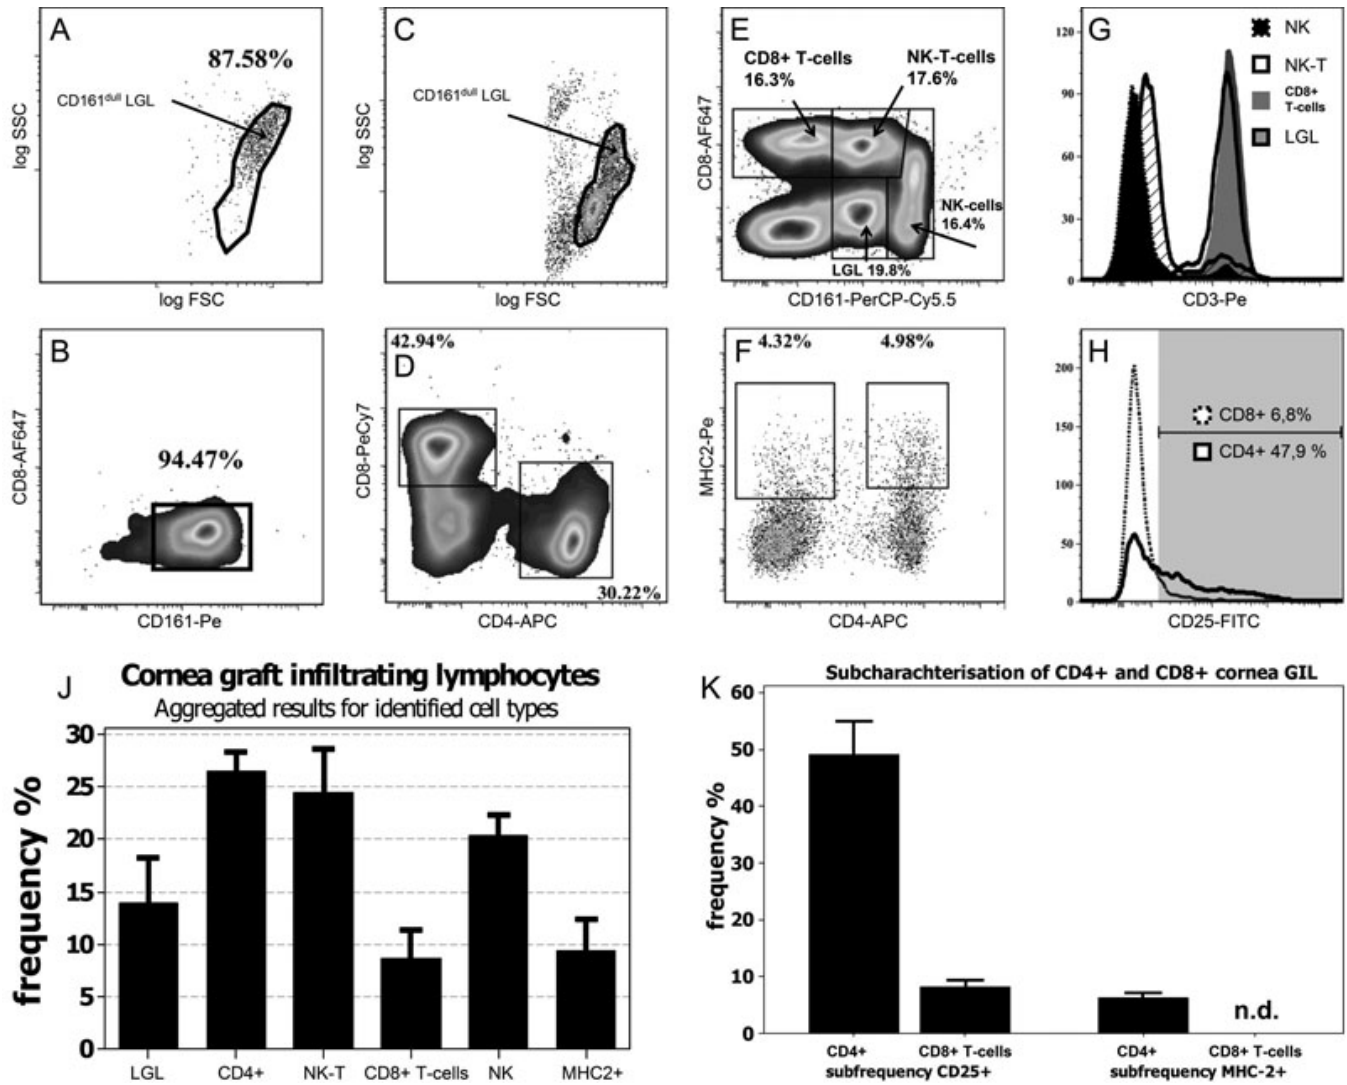 A
87.58%
CD161dull LGL
log SSC
log FSC
C
CD161dull LGL
log SSC
log FSC
E
CD8+ T-cells
16.3%
NK-T-cells
17.6%
NK-cells
16.4%
LGL 19.8%
CD8-AF647
CD161-PerCP-Cy5.5
G
NK
NK-T
CD8+
T-cells
LGL
120
90
60
30
0
CD3-Pe
B
94.47%
CD8-AF647
CD161-Pe
42.94%
D
30.22%
CD8-PeCy7
CD4-APC
F
4.32%
4.98%
MHC2-Pe
CD4-APC
H
CD8+ 6,8%
CD4+ 47,9 %
200
150
100
50
0
CD25-FITC
J
Cornea graft infiltrating lymphocytes
Aggregated results for identified cell types
frequency %
30
25
20
15
10
5
0
LGL
CD4+
NK-T
CD8+ T-cells
NK
MHC2+
K
Subcharachterisation of CD4+ and CD8+ cornea GIL
frequency %
60
50
40
30
20
10
0
n.d.
CD4+ CD8+ T-cells CD4+ CD8+ T-cells
subfrequency CD25+ subfrequency MHC-2+